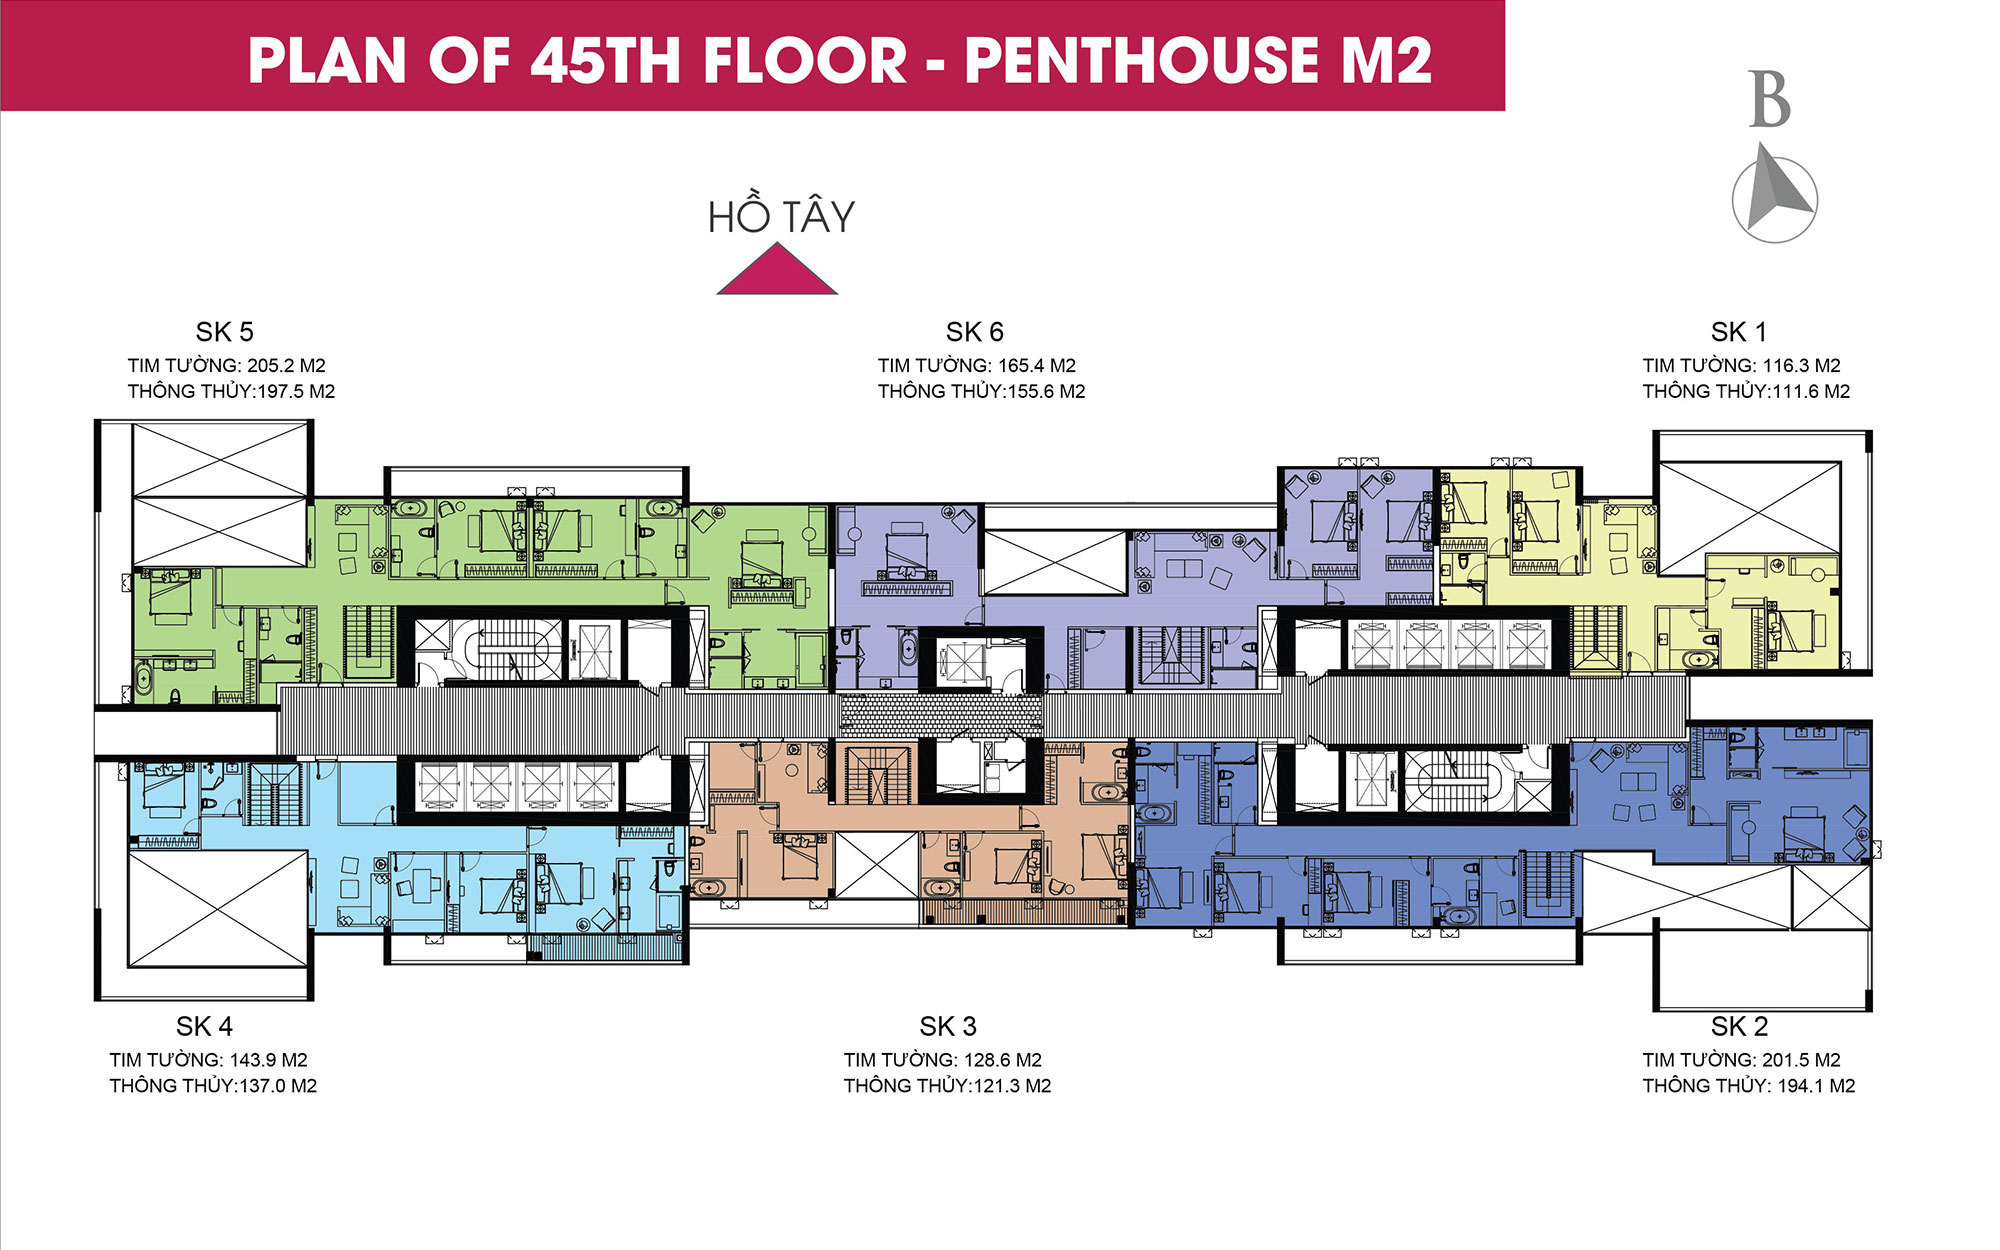 PLAN OF 45TH FLOOR - PENTHOUSE M2
B
HỒ TÂY
SK 5
TIM TƯỜNG: 205.2 M2
THÔNG THỦY:197.5 M2
SK 6
TIM TƯỜNG: 165.4 M2
THÔNG THỦY:155.6 M2
SK 1
TIM TƯỜNG: 116.3 M2
THÔNG THỦY:111.6 M2
SK 4
TIM TƯỜNG: 143.9 M2
THÔNG THỦY:137.0 M2
SK 3
TIM TƯỜNG: 128.6 M2
THÔNG THỦY:121.3 M2
SK 2
TIM TƯỜNG: 201.5 M2
THÔNG THỦY: 194.1 M2